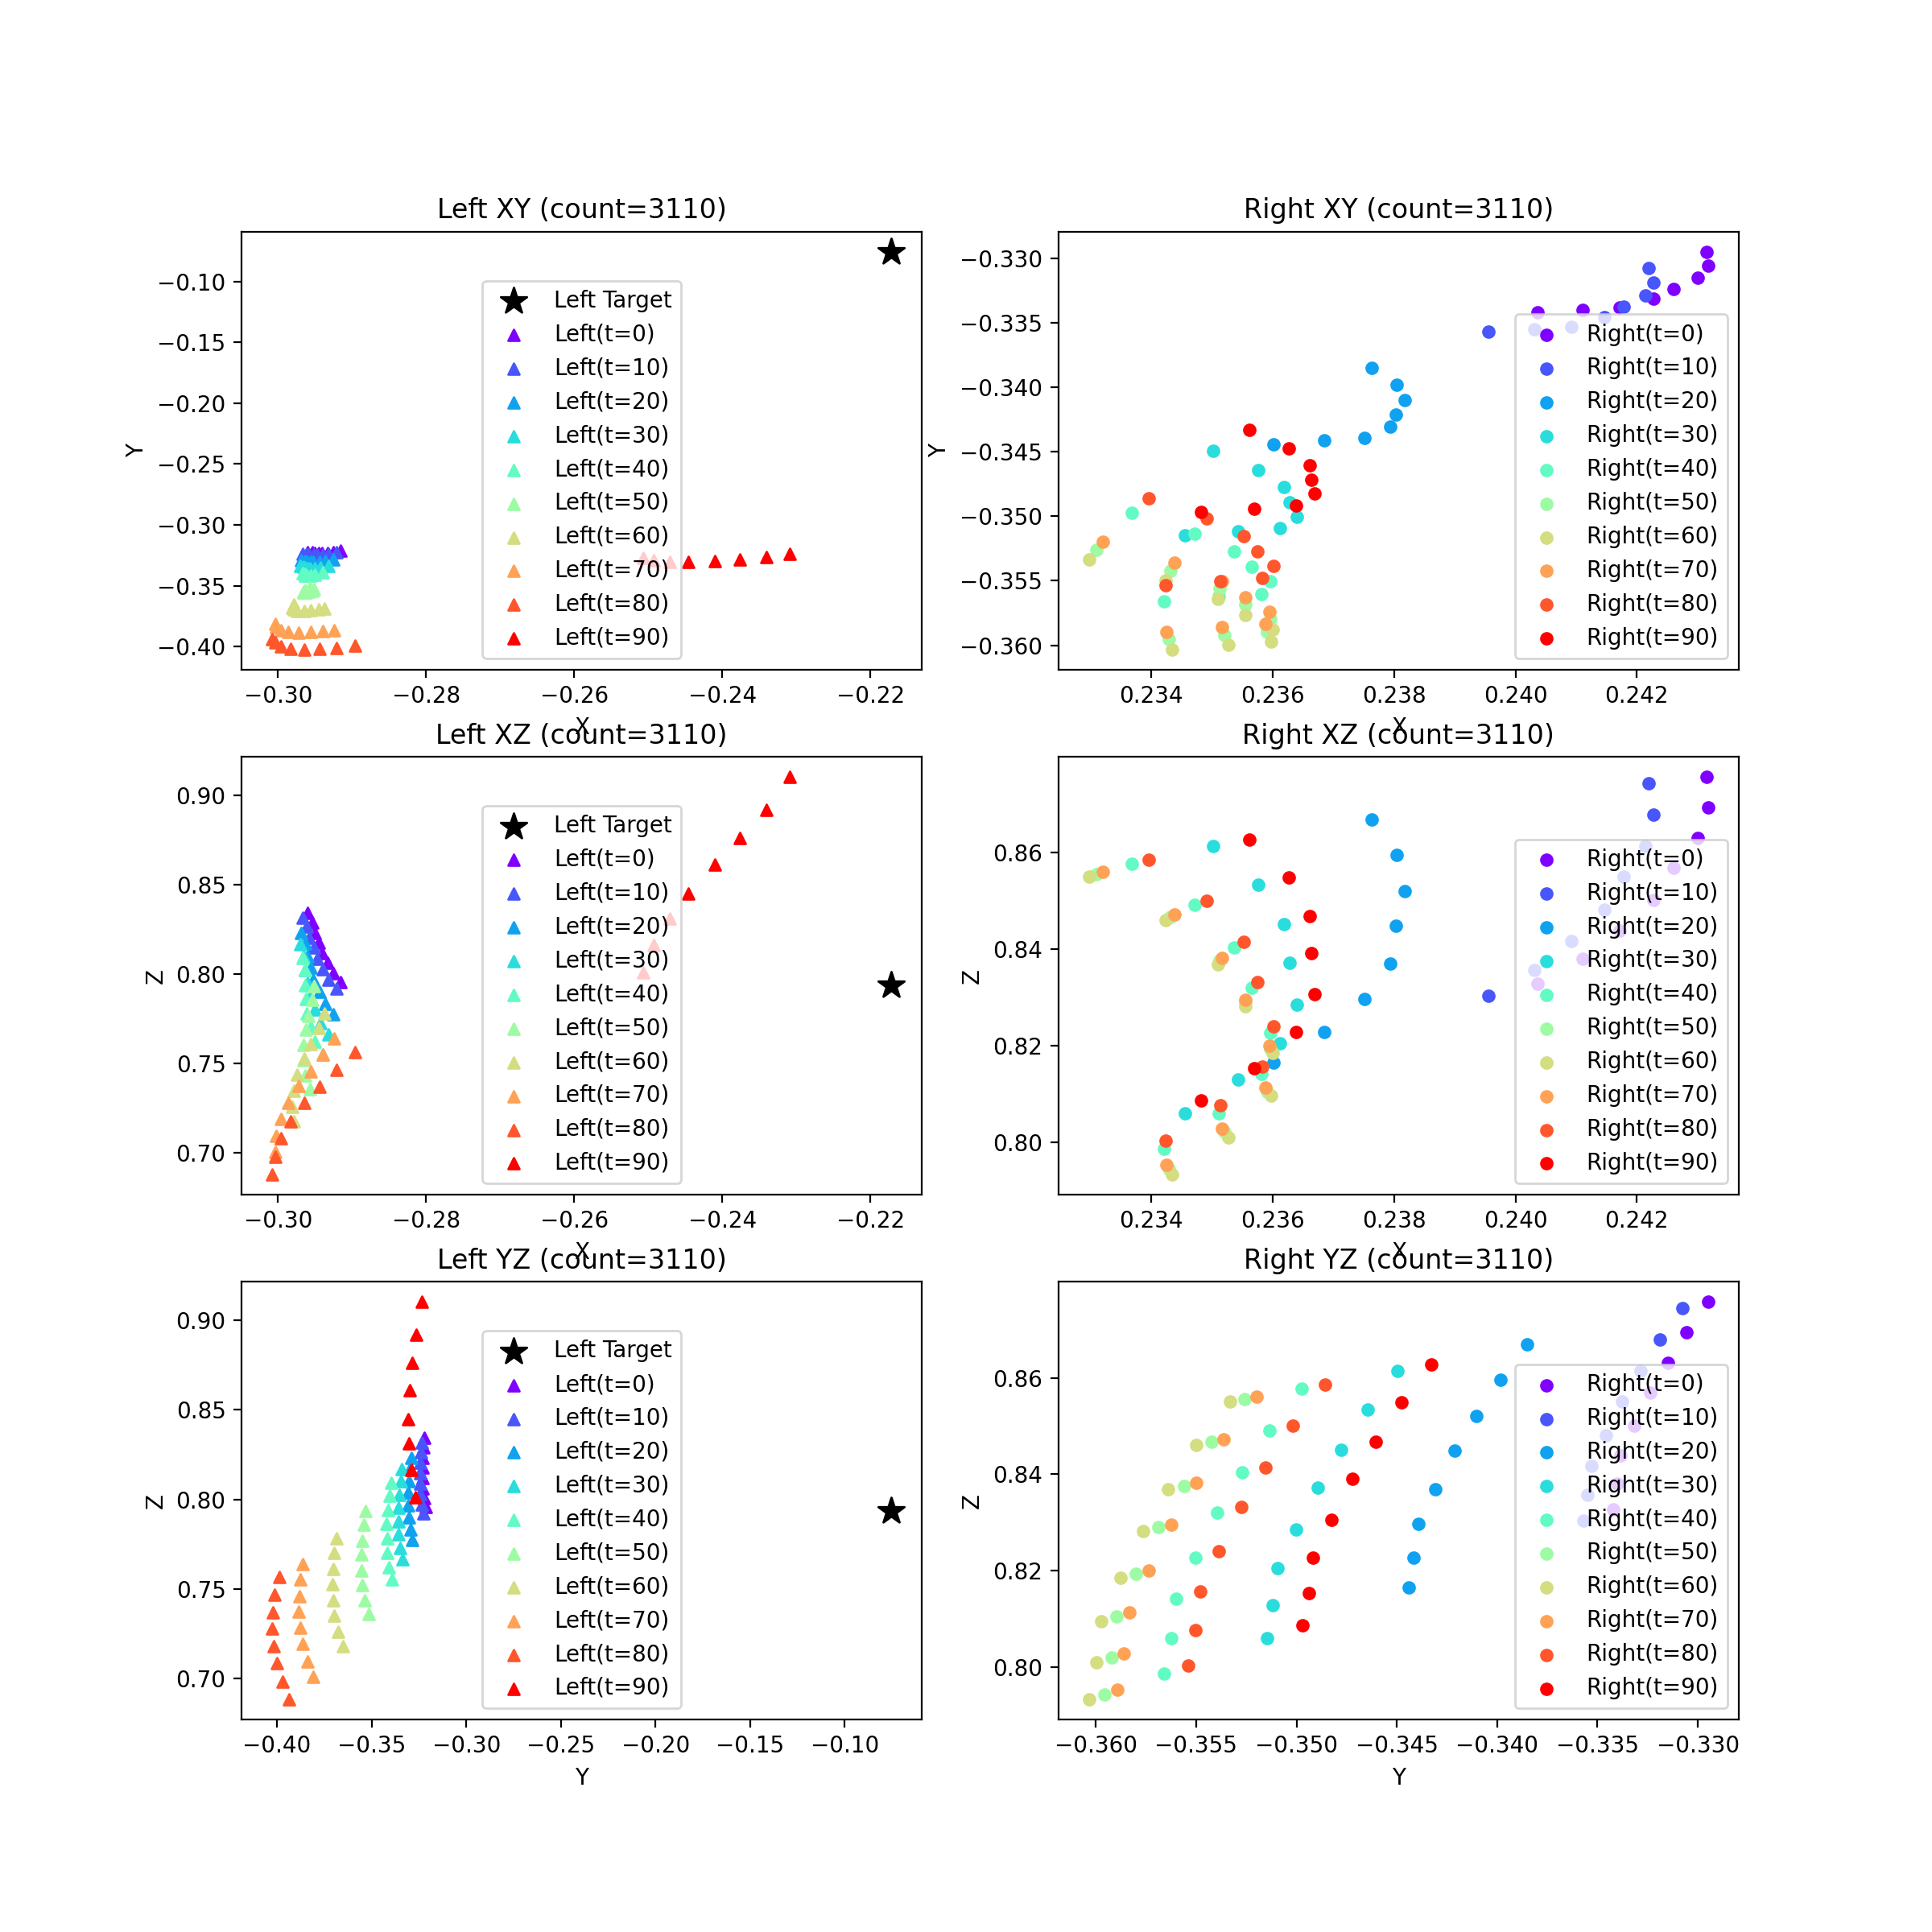 Left XY (count=3110)
Y
−0.10
−0.15
−0.20
−0.25
−0.30
−0.35
−0.40
Left Target
Left(t=0)
Left(t=10)
Left(t=20)
Left(t=30)
Left(t=40)
Left(t=50)
Left(t=60)
Left(t=70)
Left(t=80)
Left(t=90)
−0.30 −0.28 −0.26 −0.24 −0.22
X
Right XY (count=3110)
Y
−0.330
−0.335
−0.340
−0.345
−0.350
−0.355
−0.360
Right(t=0)
Right(t=10)
Right(t=20)
Right(t=30)
Right(t=40)
Right(t=50)
Right(t=60)
Right(t=70)
Right(t=80)
Right(t=90)
0.234 0.236 0.238 0.240 0.242
X
Left XZ (count=3110)
Z
0.90
0.85
0.80
0.75
0.70
Left Target
Left(t=0)
Left(t=10)
Left(t=20)
Left(t=30)
Left(t=40)
Left(t=50)
Left(t=60)
Left(t=70)
Left(t=80)
Left(t=90)
−0.30 −0.28 −0.26 −0.24 −0.22
X
Right XZ (count=3110)
Z
0.86
0.84
0.82
0.80
Right(t=0)
Right(t=10)
Right(t=20)
Right(t=30)
Right(t=40)
Right(t=50)
Right(t=60)
Right(t=70)
Right(t=80)
Right(t=90)
0.234 0.236 0.238 0.240 0.242
X
Left YZ (count=3110)
Z
0.90
0.85
0.80
0.75
0.70
Left Target
Left(t=0)
Left(t=10)
Left(t=20)
Left(t=30)
Left(t=40)
Left(t=50)
Left(t=60)
Left(t=70)
Left(t=80)
Left(t=90)
−0.40 −0.35 −0.30 −0.25 −0.20 −0.15 −0.10
Y
Right YZ (count=3110)
Z
0.86
0.84
0.82
0.80
Right(t=0)
Right(t=10)
Right(t=20)
Right(t=30)
Right(t=40)
Right(t=50)
Right(t=60)
Right(t=70)
Right(t=80)
Right(t=90)
−0.360 −0.355 −0.350 −0.345 −0.340 −0.335 −0.330
Y